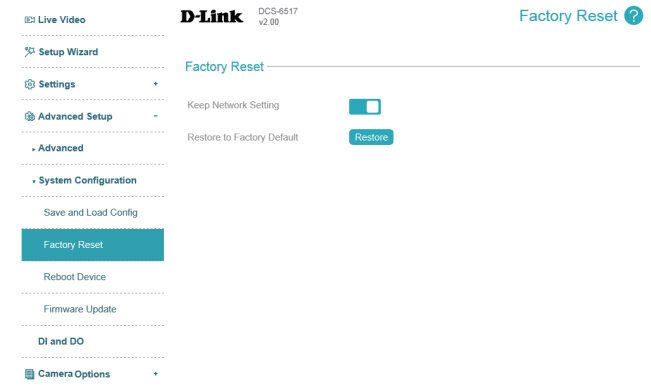 Live Video
D-Link DCS-6517
v2.00
Factory Reset ?
Setup Wizard
Settings +
Advanced Setup -
Advanced
System Configuration
Save and Load Config
Factory Reset
Reboot Device
Firmware Update
DI and DO
Camera Options +
Factory Reset
Keep Network Setting
Restore to Factory Default Restore